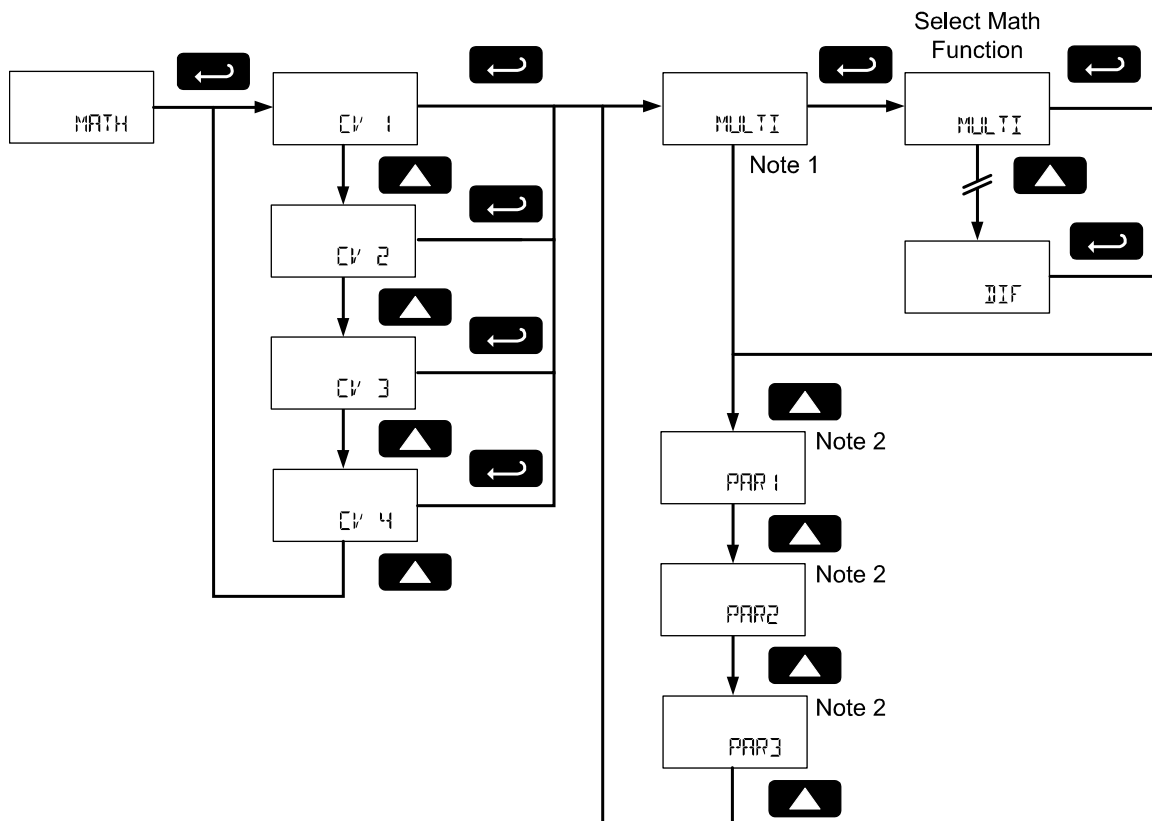 Select Math
Function
MATH
CV 1
MULTI
Note 1
MULTI
CV 2
DIF
CV 3
Note 2
PAR1
CV 4
Note 2
PAR2
Note 2
PAR3